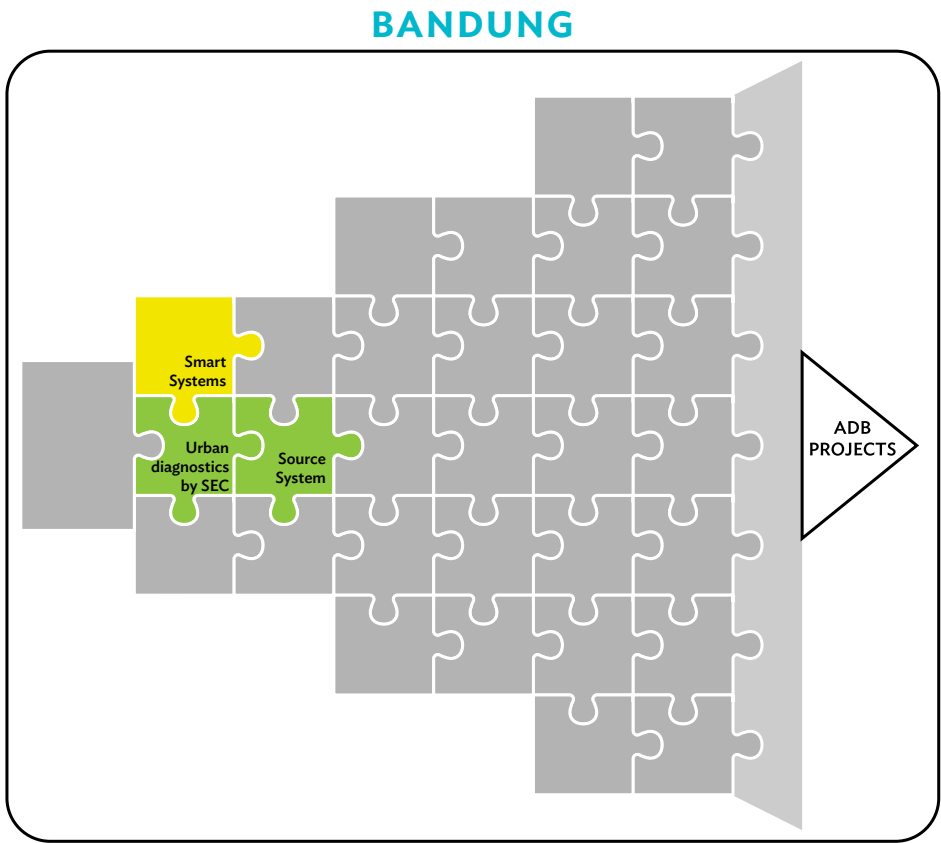 BANDUNG
Smart
Systems
Urban
diagnostics
by SEC
Source
System
ADB
PROJECTS